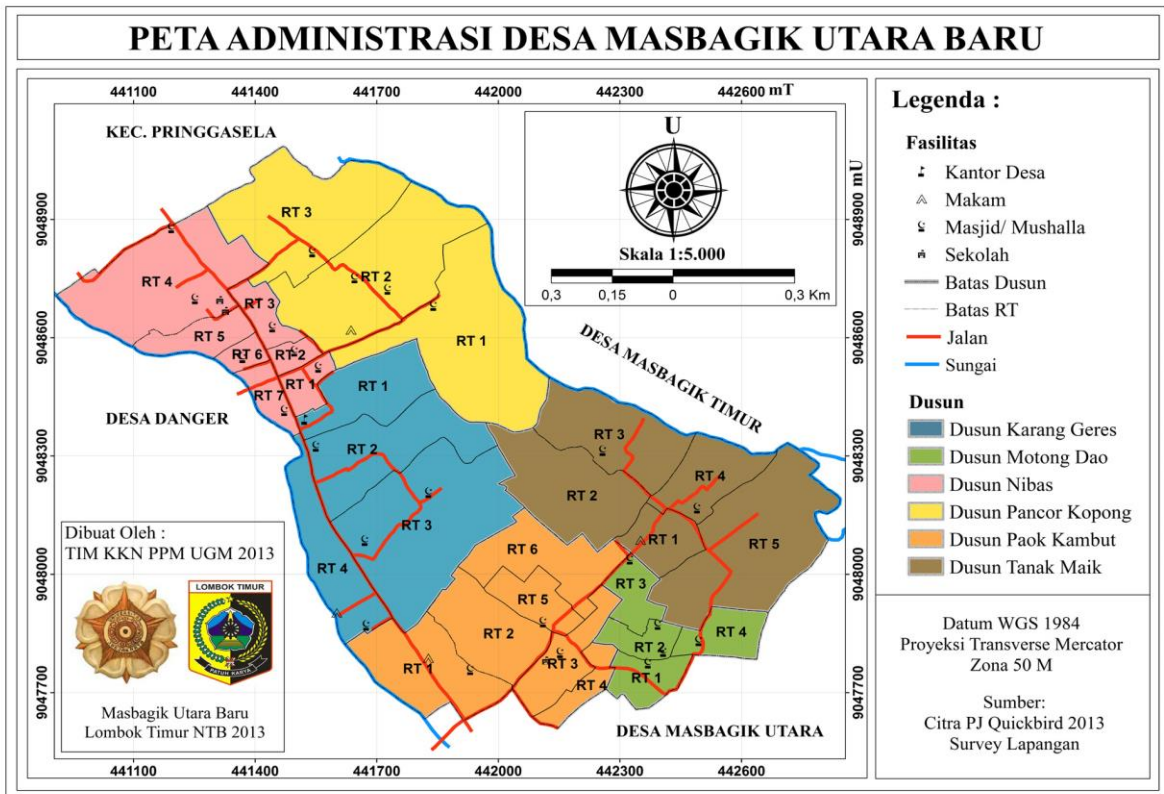 PETA ADMINISTRASI DESA MASBAGIK UTARA BARU
441100 441400 441700 442000 442300 442600 mT
KEC. PRINGGASELA
U
Skala 1:5.000
0,3 0,15 0 0,3 Km
9048900 mU
9048900
9048600
9048600
9048300
9048300
9048000
9048000
9047700
9047700
RT 3
RT 2
RT 1
RT 4
RT 3
RT 5
RT 6
RT 2
RT 1
RT 7
DESA MASBAGIK TIMUR
DESA DANGER
RT 1
RT 2
RT 3
RT 4
RT 3
RT 4
RT 2
RT 1
RT 5
RT 6
RT 5
RT 2
RT 3
RT 1
RT 4
RT 3
RT 4
RT 2
RT 1
DESA MASBAGIK UTARA
Dibuat Oleh :
TIM KKN PPM UGM 2013
LOMBOK TIMUR
PATUH KARYA
Masbagik Utara Baru
Lombok Timur NTB 2013
441100 441400 441700 442000 442300 442600
Legenda :
Fasilitas
Kantor Desa
Makam
Masjid/ Mushalla
Sekolah
Batas Dusun
Batas RT
Jalan
Sungai
Dusun
Dusun Karang Geres
Dusun Motong Dao
Dusun Nibas
Dusun Pancor Kopong
Dusun Paok Kambut
Dusun Tanak Maik
Datum WGS 1984
Proyeksi Transverse Mercator
Zona 50 M
Sumber:
Citra PJ Quickbird 2013
Survey Lapangan